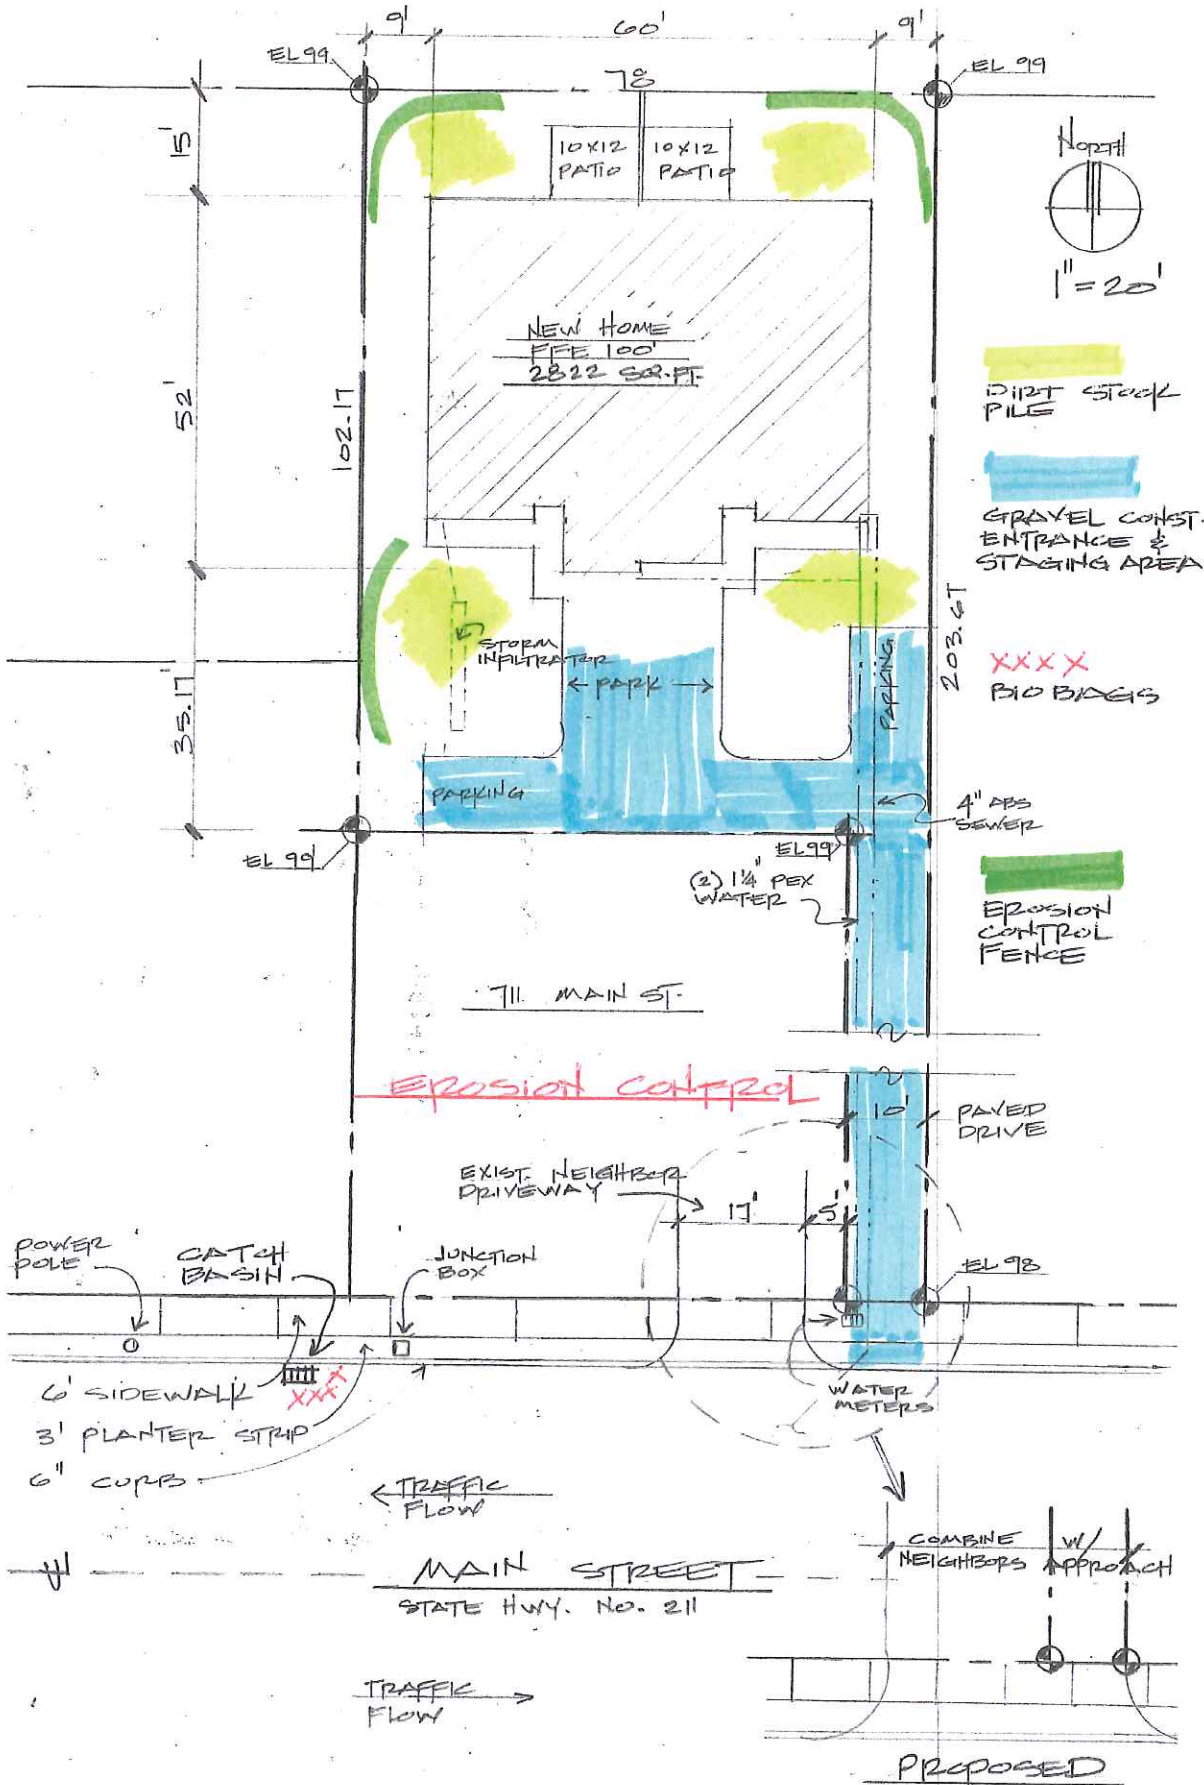 9'
60'
9'
EL 99
78
EL 99
15'
10X12
PATIO
10X12
PATIO
NORTH
1" = 20'
NEW HOME
FFE 100'
2822 SQ.FT.
DIRT STOCK
PILE
52'
102.17
GRAVEL CONST.
ENTRANCE &
STAGING AREA
STORM
INFILTRATOR
203.67
← PARK →
PARKING
XXXX
BIO BAGS
35.17'
PARKING
4" ABS
SEWER
EL 99'
EL 99'
(2) 1¼" PEX
WATER
EROSION
CONTROL
FENCE
711 MAIN ST.
EROSION CONTROL
10'
PAVED
DRIVE
EXIST. NEIGHBOR
DRIVEWAY
17'
5'
POWER
POLE
CATCH
BASIN
JUNCTION
BOX
EL 98
XXXX
6' SIDEWALK
3' PLANTER STRIP
6" CURB
WATER
METERS
TRAFFIC
FLOW
COMBINE W/
NEIGHBORS APPROACH
MAIN STREET
STATE HWY. NO. 211
TRAFFIC
FLOW
PROPOSED